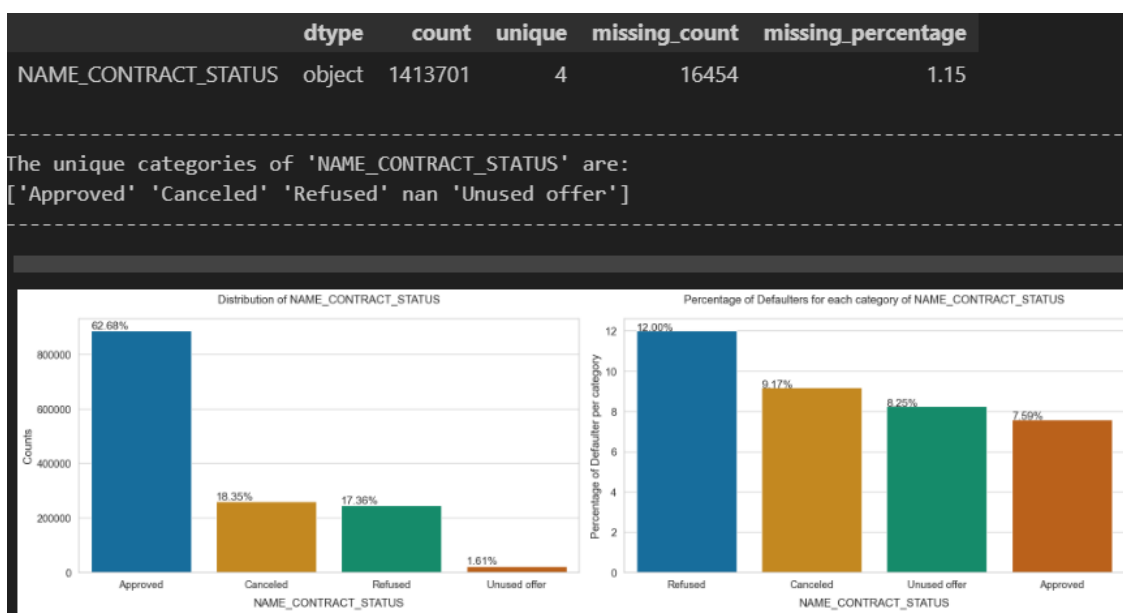 dtype count unique missing_count missing_percentage
NAME_CONTRACT_STATUS object 1413701 4 16454 1.15
--------------------------------------------------------------------------------
The unique categories of 'NAME_CONTRACT_STATUS' are:
['Approved' 'Canceled' 'Refused' nan 'Unused offer']
--------------------------------------------------------------------------------
Distribution of NAME_CONTRACT_STATUS
Counts
800000
600000
400000
200000
0
62.68%
18.35%
17.36%
1.61%
Approved Canceled Refused Unused offer
NAME_CONTRACT_STATUS
Percentage of Defaulters for each category of NAME_CONTRACT_STATUS
Percentage of Defaulter per category
12
10
8
6
4
2
0
12.00%
9.17%
8.25%
7.59%
Refused Canceled Unused offer Approved
NAME_CONTRACT_STATUS